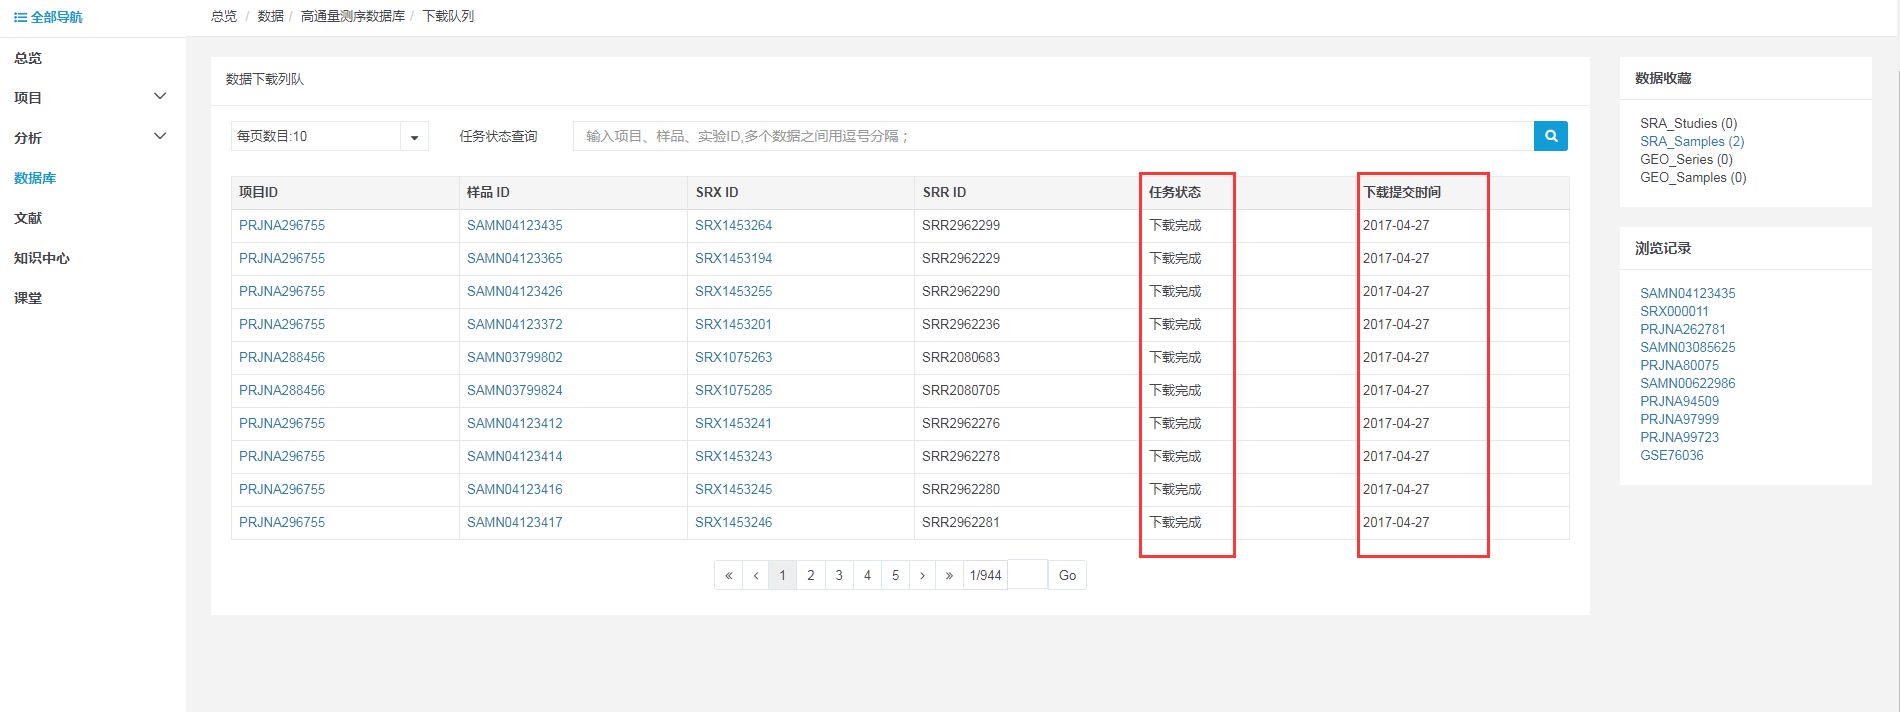 全部导航
总览 / 数据 / 高通量测序数据库 / 下载队列
总览
项目
分析
数据库
文献
知识中心
课堂
数据下载列队
每页数目:10 任务状态查询 输入项目、样品、实验ID,多个数据之间用逗号分隔；
项目ID 样品 ID SRX ID SRR ID 任务状态 下载提交时间
PRJNA296755 SAMN04123435 SRX1453264 SRR2962299 下载完成 2017-04-27
PRJNA296755 SAMN04123365 SRX1453194 SRR2962229 下载完成 2017-04-27
PRJNA296755 SAMN04123426 SRX1453255 SRR2962290 下载完成 2017-04-27
PRJNA296755 SAMN04123372 SRX1453201 SRR2962236 下载完成 2017-04-27
PRJNA288456 SAMN03799802 SRX1075263 SRR2080683 下载完成 2017-04-27
PRJNA288456 SAMN03799824 SRX1075285 SRR2080705 下载完成 2017-04-27
PRJNA296755 SAMN04123412 SRX1453241 SRR2962276 下载完成 2017-04-27
PRJNA296755 SAMN04123414 SRX1453243 SRR2962278 下载完成 2017-04-27
PRJNA296755 SAMN04123416 SRX1453245 SRR2962280 下载完成 2017-04-27
PRJNA296755 SAMN04123417 SRX1453246 SRR2962281 下载完成 2017-04-27
« ‹ 1 2 3 4 5 › » 1/944 Go
数据收藏
SRA_Studies (0)
SRA_Samples (2)
GEO_Series (0)
GEO_Samples (0)
浏览记录
SAMN04123435
SRX000011
PRJNA262781
SAMN03085625
PRJNA80075
SAMN00622986
PRJNA94509
PRJNA97999
PRJNA99723
GSE76036